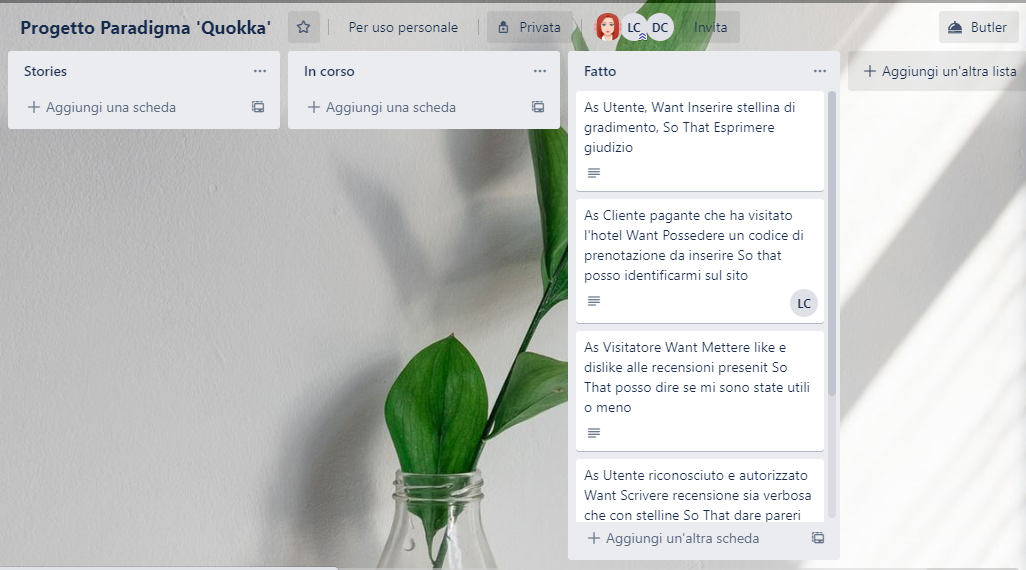 Progetto Paradigma 'Quokka'
Per uso personale
Privata
LC
DC
Invita
Butler
Stories
Aggiungi una scheda
In corso
Aggiungi una scheda
Fatto
As Utente, Want Inserire stellina di
gradimento, So That Esprimere
giudizio
As Cliente pagante che ha visitato
l'hotel Want Possedere un codice di
prenotazione da inserire So that
posso identificarmi sul sito
LC
As Visitatore Want Mettere like e
dislike alle recensioni presenit So
That posso dire se mi sono state utili
o meno
As Utente riconosciuto e autorizzato
Want Scrivere recensione sia verbosa
che con stelline So That dare pareri
Aggiungi un'altra scheda
Aggiungi un'altra lista